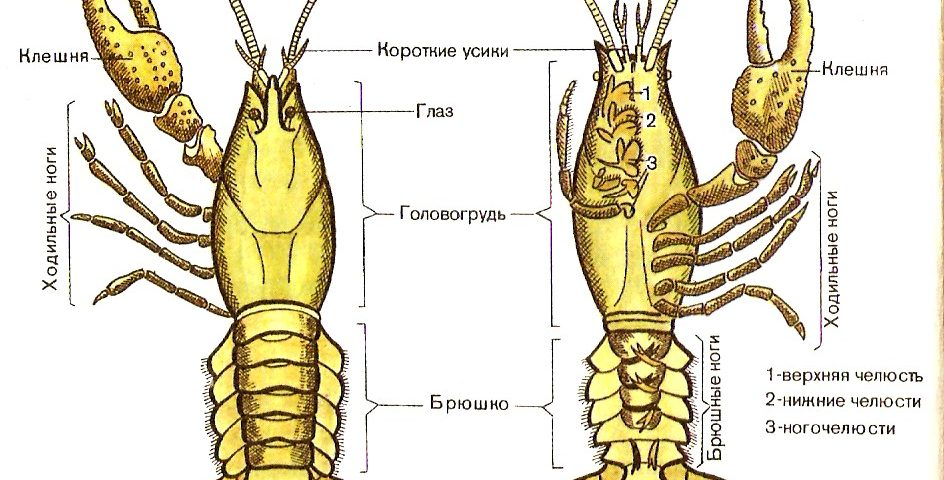 Клешня
Короткие усики
Клешня
Глаз
1
2
3
Ходильные ноги
Головогрудь
Ходильные ноги
Брюшко
Брюшные ноги
1-верхняя челюсть
2-нижние челюсти
3-ногочелюсти